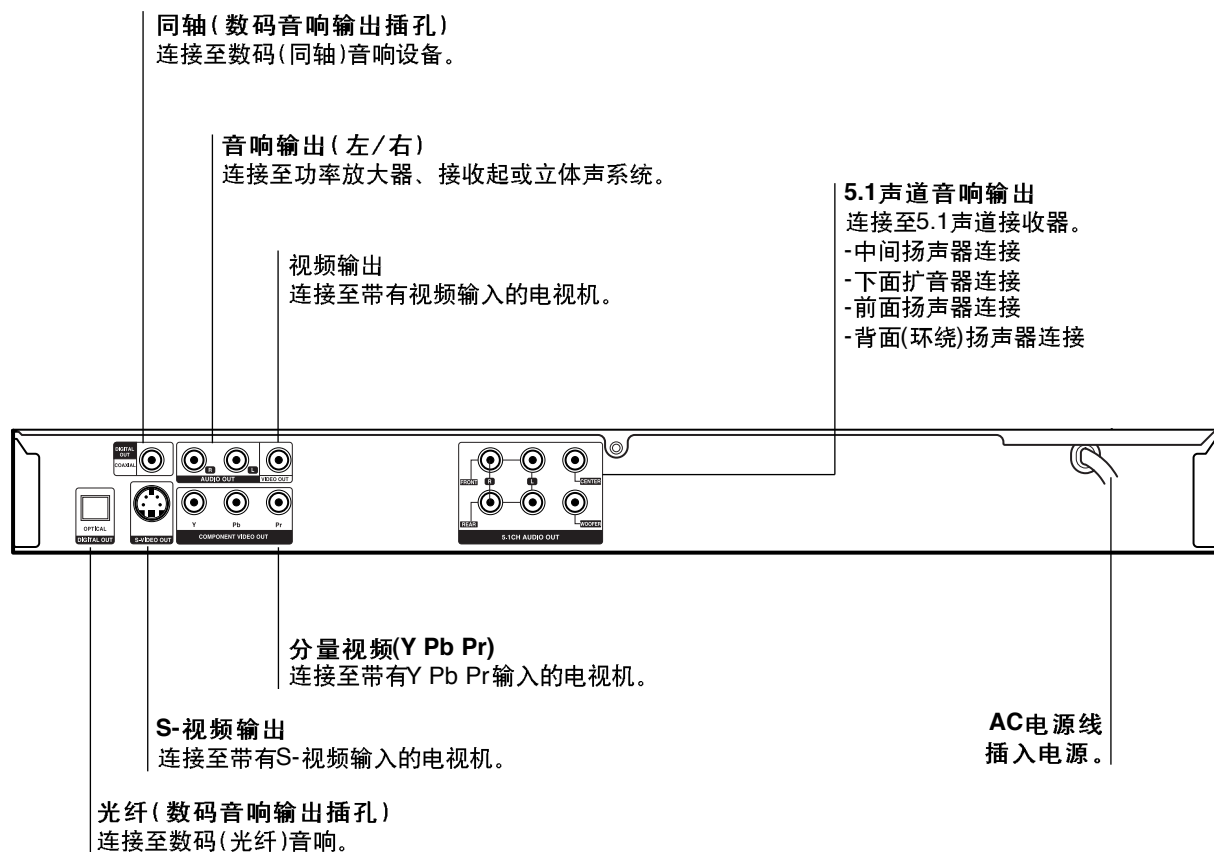 同轴(数码音响输出插孔)
连接至数码(同轴)音响设备。
音响输出(左/右)
连接至功率放大器、接收起或立体声系统。
5.1声道音响输出
连接至5.1声道接收器。
-中间扬声器连接
-下面扩音器连接
-前面扬声器连接
-背面(环绕)扬声器连接
视频输出
连接至带有视频输入的电视机。
DIGITAL OUT
COAXIAL
R
L
AUDIO OUT
VIDEO OUT
FRONT
R
L
CENTER
OPTICAL
DIGITAL OUT
S-VIDEO OUT
Y
Pb
Pr
COMPONENT VIDEO OUT
REAR
WOOFER
5·1CH AUDIO OUT
分量视频(Y Pb Pr)
连接至带有Y Pb Pr输入的电视机。
S-视频输出
连接至带有S-视频输入的电视机。
AC电源线
插入电源。
光纤(数码音响输出插孔)
连接至数码(光纤)音响。